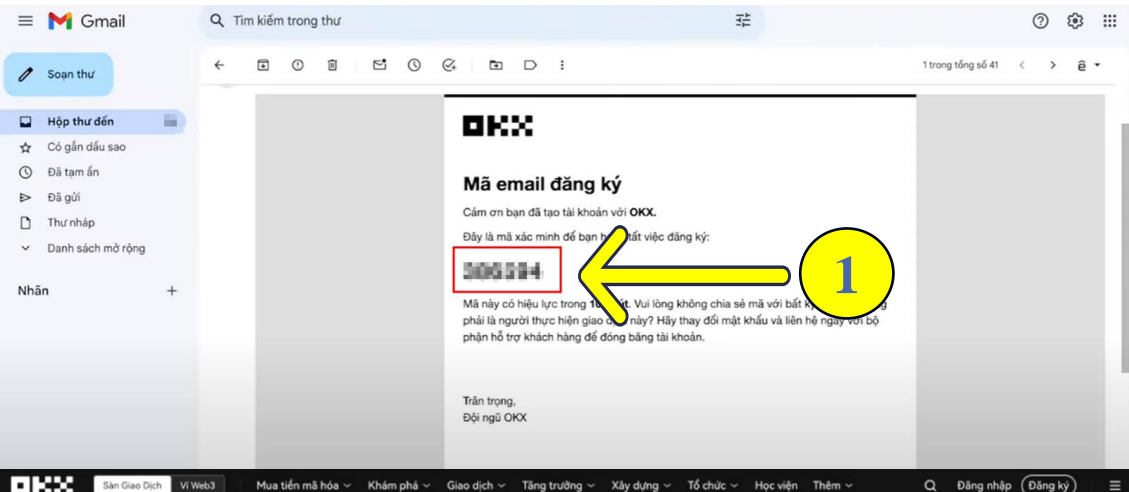 Gmail
Tìm kiếm trong thư
Soạn thư
1 trong tổng số 41
Hộp thư đến
Có gắn dấu sao
Đã tạm ẩn
Đã gửi
Thư nháp
Danh sách mở rộng
Nhãn
OKX
Mã email đăng ký
Cảm ơn bạn đã tạo tài khoản với OKX.
Đây là mã xác minh để bạn tất việc đăng ký:
1
Mã này có hiệu lực trong Vui lòng không chia sẻ mã với bất
phải là người thực hiện giao này? Hãy thay đổi mật khẩu và liên hệ ngay với bộ
phận hỗ trợ khách hàng để đóng băng tài khoản.
Trân trọng,
Đội ngũ OKX
OKX Sàn Giao Dịch Ví Web3 Mua tiền mã hóa Khám phá Giao dịch Tăng trưởng Xây dựng Tổ chức Học viện Thêm Đăng nhập Đăng ký